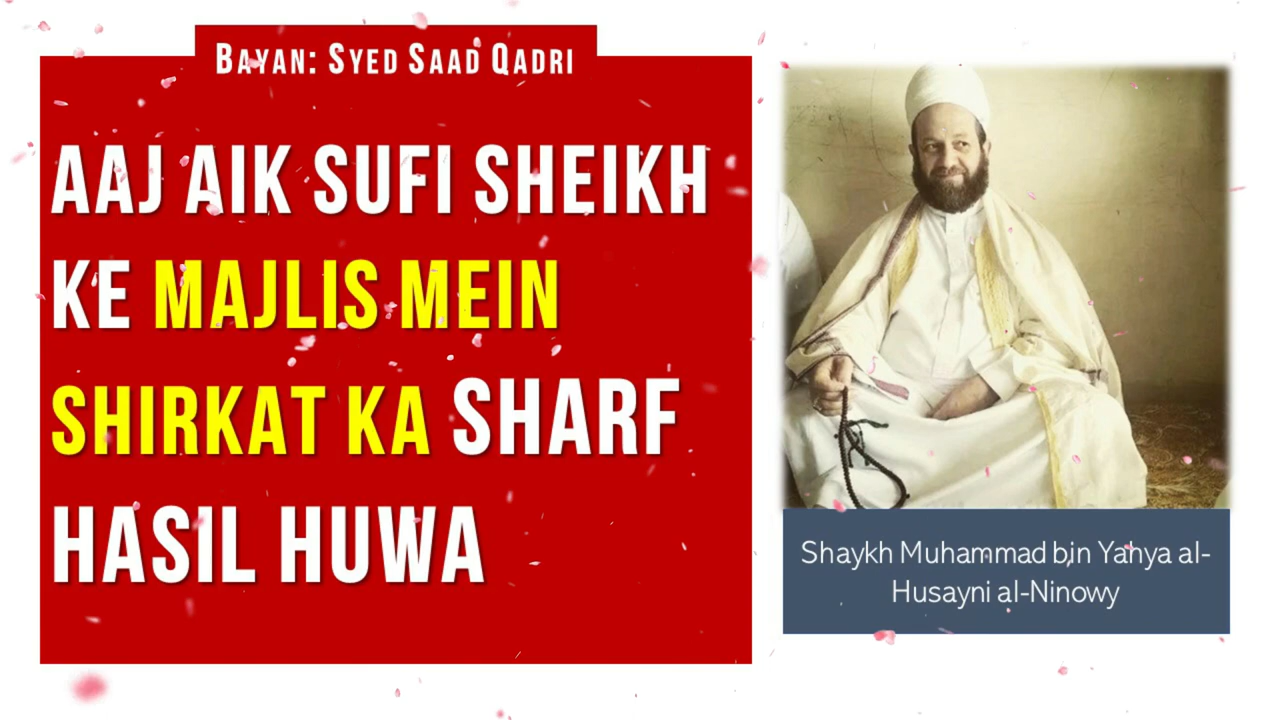 BAYAN: SYED SAAD QADRI
AAJ AIK SUFI SHEIKH
KE MAJLIS MEIN
SHIRKAT KA SHARF
HASIL HUWA
Shaykh Muhammad bin Yahya al-
Husayni al-Ninowy